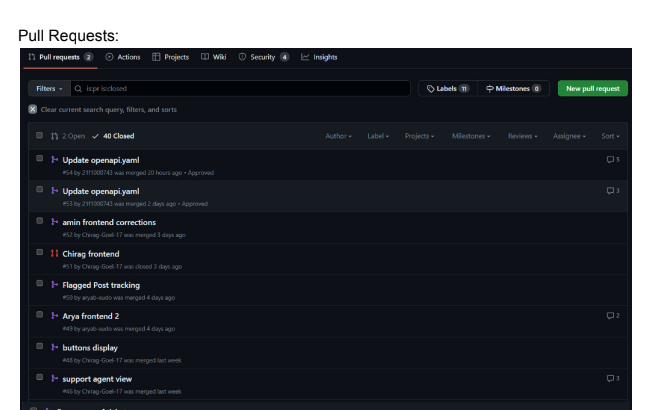 Pull Requests:
Pull requests 2 Actions Projects Wiki Security 4 Insights
Filters is:pr is:closed Labels 11 Milestones 0 New pull request
Clear current search query, filters, and sorts
2 Open 40 Closed Author Label Projects Milestones Reviews Assignee Sort
Update openapi.yaml 5
#54 by 21f1000743 was merged 20 hours ago • Approved
Update openapi.yaml 3
#53 by 21f1000743 was merged 2 days ago • Approved
amin frontend corrections
#52 by Chirag-Goel-17 was merged 3 days ago
Chirag frontend
#51 by Chirag-Goel-17 was closed 3 days ago
Flagged Post tracking
#50 by aryab-sudo was merged 4 days ago
Arya frontend 2 2
#49 by aryab-sudo was merged 4 days ago
buttons display
#48 by Chirag-Goel-17 was merged last week
support agent view 3
#46 by Chirag-Goel-17 was merged last week